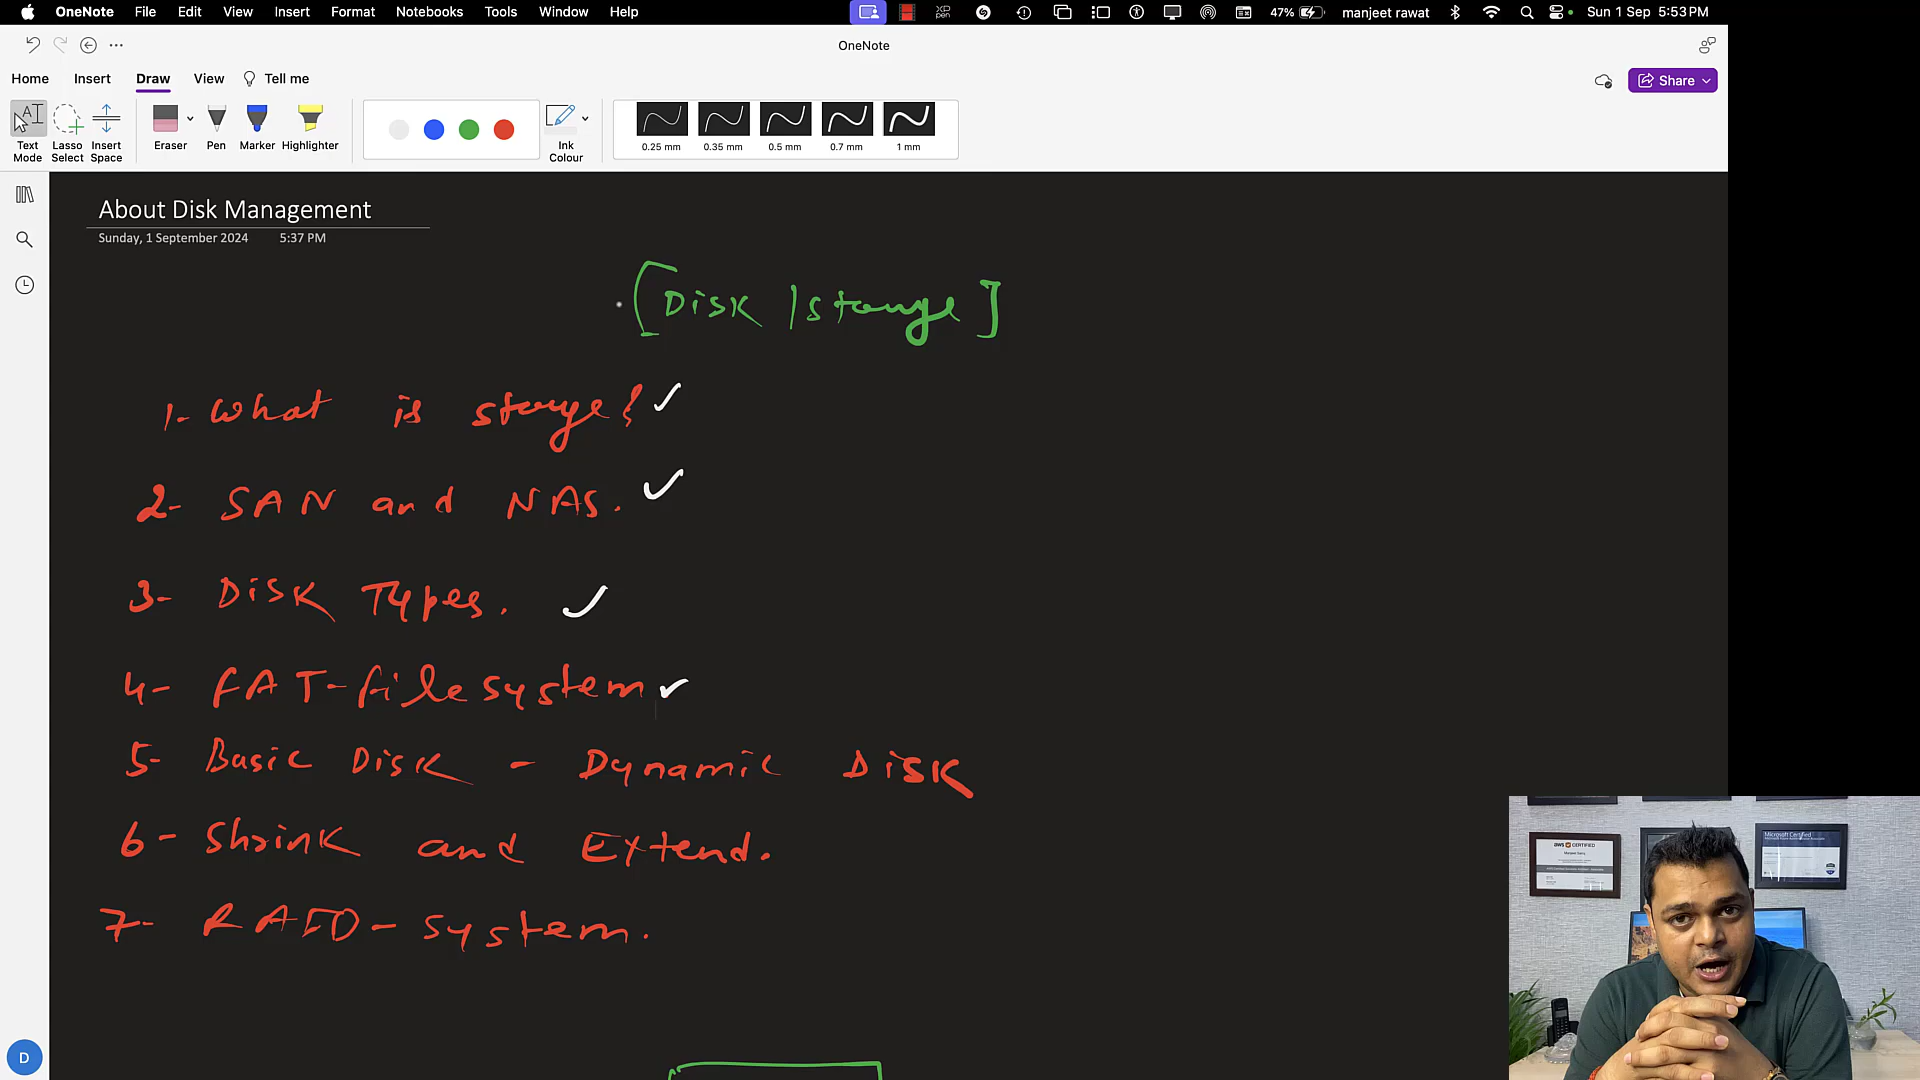 OneNote File Edit View Insert Format Notebooks Tools Window Help 47% manjeet rawat Sun 1 Sep 5:53 PM
OneNote
Home Insert Draw View Tell me Share
Text Mode Lasso Select Insert Space Eraser Pen Marker Highlighter Ink Colour 0.25 mm 0.35 mm 0.5 mm 0.7 mm 1 mm
About Disk Management
Sunday, 1 September 2024 5:37 PM
[Disk | storage]
1- What is storage?
2- SAN and NAS.
3- Disk Types.
4- FAT-file system
5- Basic Disk - Dynamic Disk
6- Shrink and Extend.
7- RAID - system.
aws CERTIFIED
Microsoft Certified
D